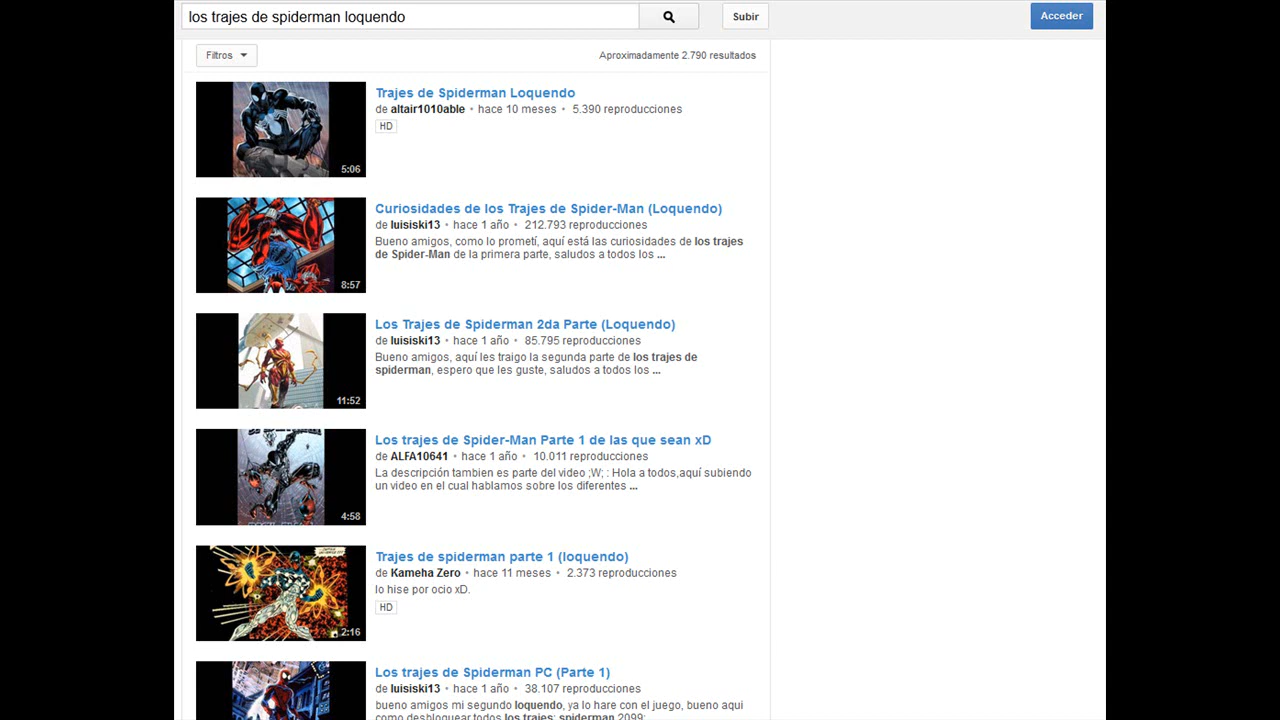 los trajes de spiderman loquendo
Subir
Acceder
Filtros
Aproximadamente 2.790 resultados
Trajes de Spiderman Loquendo
de altair1010able • hace 10 meses • 5.390 reproducciones
HD
5:06
Curiosidades de los Trajes de Spider-Man (Loquendo)
de luisiski13 • hace 1 año • 212.793 reproducciones
Bueno amigos, como lo prometí, aquí está las curiosidades de los trajes
de Spider-Man de la primera parte, saludos a todos los ...
8:57
Los Trajes de Spiderman 2da Parte (Loquendo)
de luisiski13 • hace 1 año • 85.795 reproducciones
Bueno amigos, aquí les traigo la segunda parte de los trajes de
spiderman, espero que les guste, saludos a todos los ...
11:52
Los trajes de Spider-Man Parte 1 de las que sean xD
de ALFA10641 • hace 1 año • 10.011 reproducciones
La descripción tambien es parte del video ;W; : Hola a todos,aquí subiendo
un video en el cual hablamos sobre los diferentes ...
4:58
Trajes de spiderman parte 1 (loquendo)
de Kameha Zero • hace 11 meses • 2.373 reproducciones
lo hise por ocio xD.
HD
2:16
Los trajes de Spiderman PC (Parte 1)
de luisiski13 • hace 1 año • 38.107 reproducciones
bueno amigos mi segundo loquendo, ya lo hare con el juego, bueno aqui
como desbloquear todos los trajes: spiderman 2099: